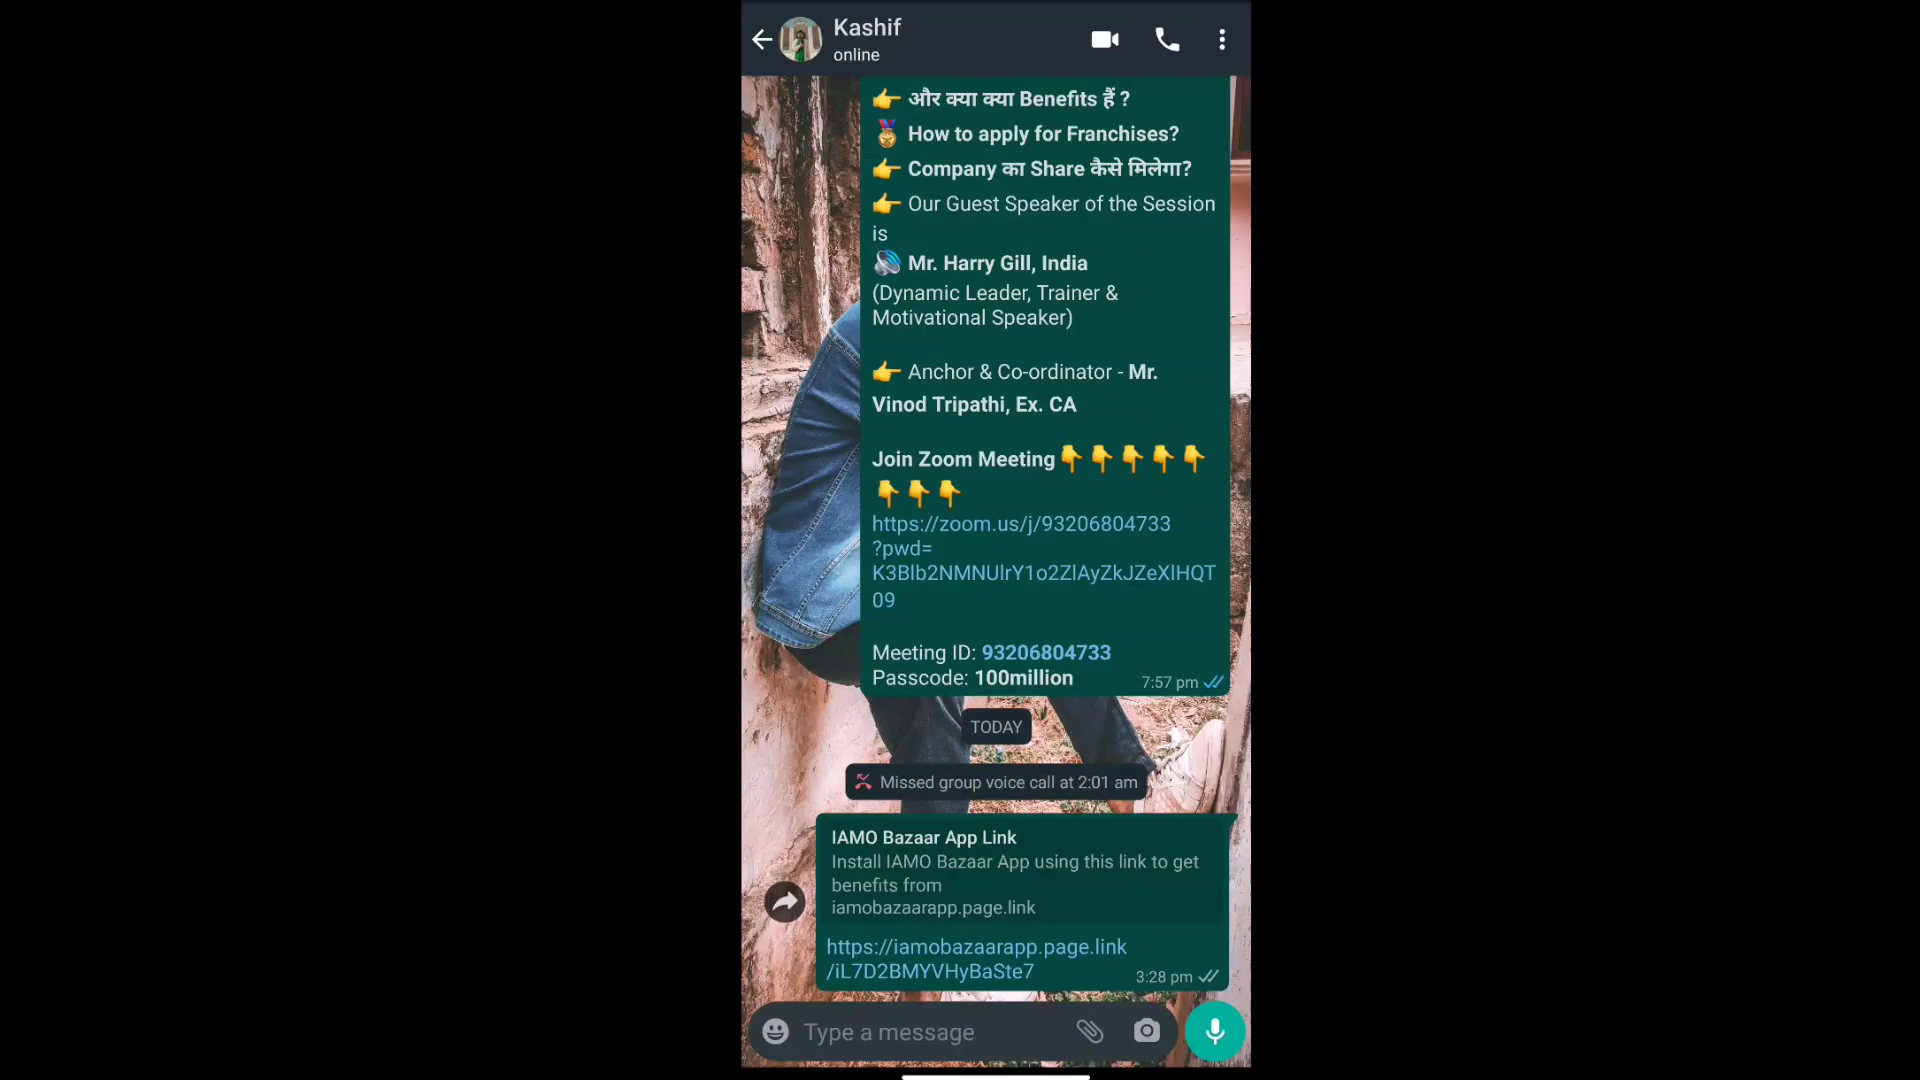 Kashif
online
👉 और क्या क्या Benefits हैं ?
🏅 How to apply for Franchises?
👉 Company का Share कैसे मिलेगा?
👉 Our Guest Speaker of the Session
is
🔊 Mr. Harry Gill, India
(Dynamic Leader, Trainer &
Motivational Speaker)
👉 Anchor & Co-ordinator - Mr.
Vinod Tripathi, Ex. CA
Join Zoom Meeting👇👇👇👇👇
👇👇👇
https://zoom.us/j/93206804733
?pwd=
K3Blb2NMNUlrY1o2ZlAyZkJZeXlHQT
09
Meeting ID: 93206804733
Passcode: 100million
7:57 pm
TODAY
Missed group voice call at 2:01 am
IAMO Bazaar App Link
Install IAMO Bazaar App using this link to get
benefits from
iamobazaarapp.page.link
https://iamobazaarapp.page.link
/iL7D2BMYVHyBaSte7
3:28 pm
Type a message